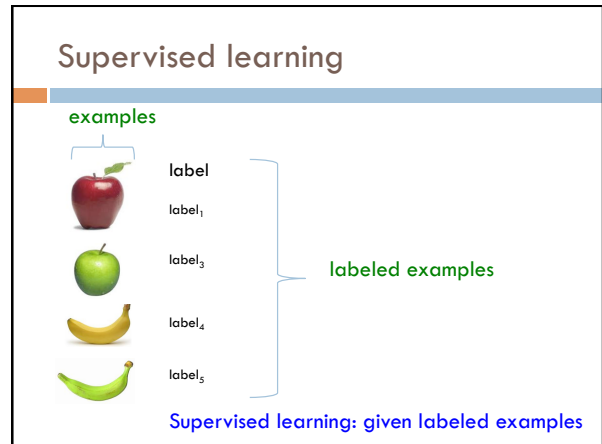 Supervised learning
examples
label
label₁
label₃
label₄
label₅
labeled examples
Supervised learning: given labeled examples